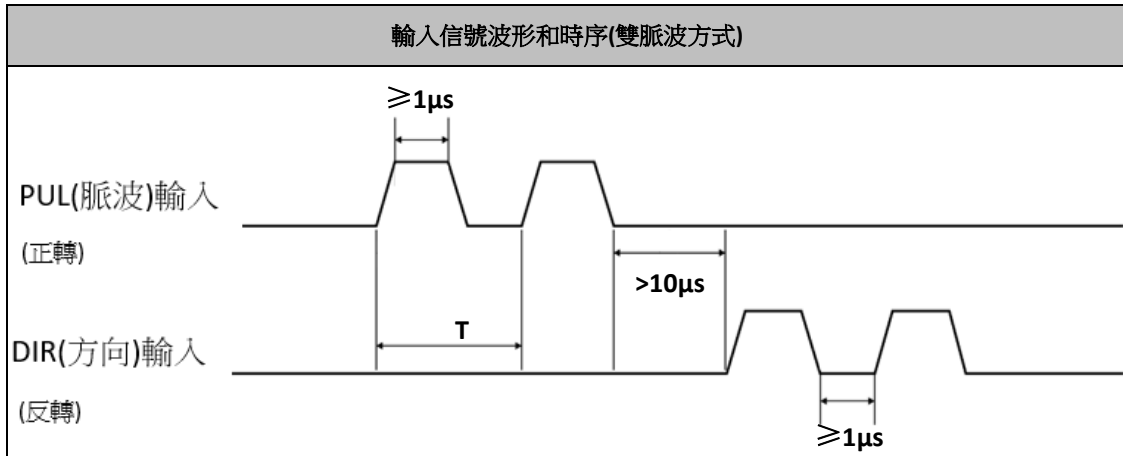 輸入信號波形和時序(雙脈波方式)
≥1μs
PUL(脈波)輸入
(正轉)
>10μs
T
DIR(方向)輸入
(反轉)
≥1μs